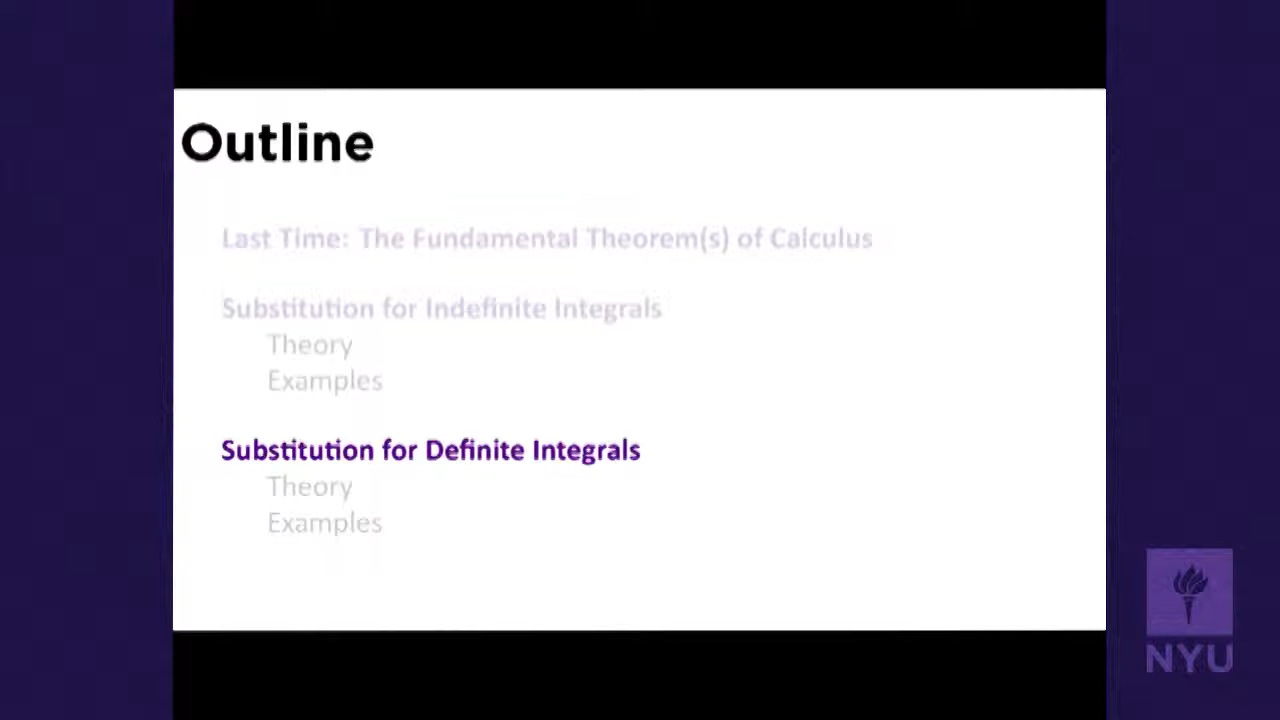 Outline
Last Time: The Fundamental Theorem(s) of Calculus
Substitution for Indefinite Integrals
Theory
Examples
Substitution for Definite Integrals
Theory
Examples
NYU